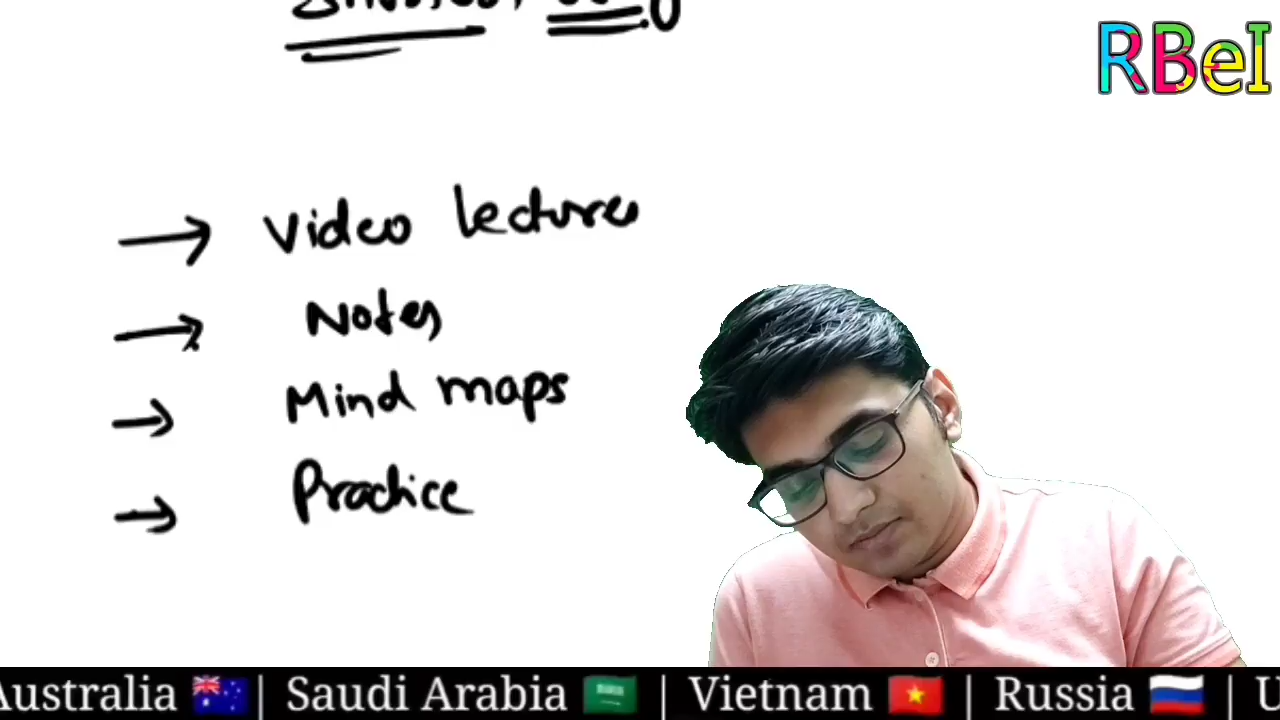 RBeI
→ Video lectures
→ Notes
→ Mind maps
→ Practice
Australia | Saudi Arabia | Vietnam | Russia |